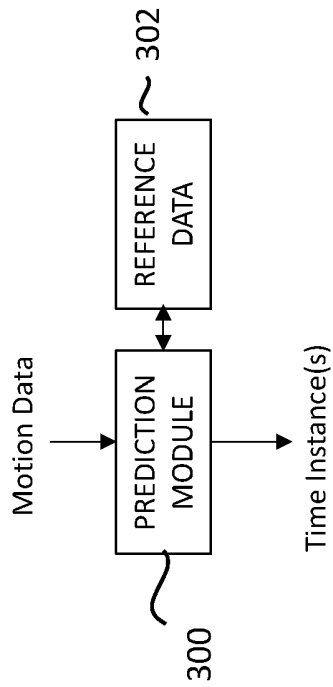 Motion Data
300
PREDICTION
MODULE
REFERENCE
DATA
302
Time Instance(s)